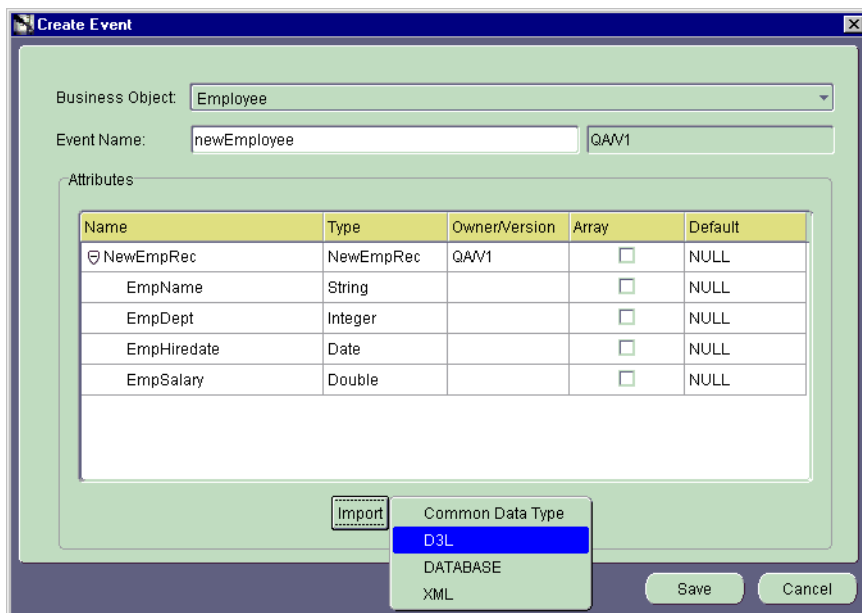 Create Event
Business Object: Employee
Event Name: newEmployee QA/V1
Attributes
Name Type Owner/Version Array Default
NewEmpRec NewEmpRec QA/V1 NULL
EmpName String NULL
EmpDept Integer NULL
EmpHiredate Date NULL
EmpSalary Double NULL
Import Common Data Type
D3L
DATABASE
XML
Save Cancel